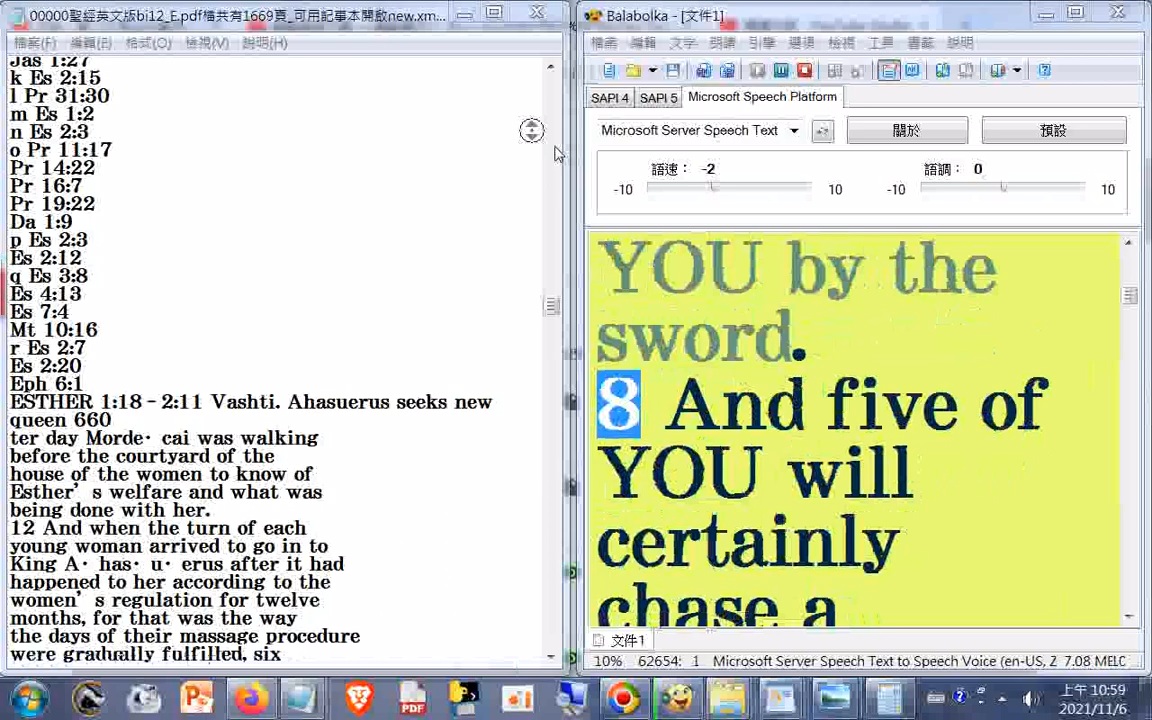 00000聖經英文版bi12_E.pdf檔共有1669頁_可用記事本開啟new.xm...
檔案(F) 編輯(E) 格式(O) 檢視(V) 說明(H)
Jas 1:27
k Es 2:15
l Pr 31:30
m Es 1:2
n Es 2:3
o Pr 11:17
Pr 14:22
Pr 16:7
Pr 19:22
Da 1:9
p Es 2:3
Es 2:12
q Es 3:8
Es 4:13
Es 7:4
Mt 10:16
r Es 2:7
Es 2:20
Eph 6:1
ESTHER 1:18–2:11 Vashti. Ahasuerus seeks new
queen 660
ter day Morde·cai was walking
before the courtyard of the
house of the women to know of
Esther’s welfare and what was
being done with her.
12 And when the turn of each
young woman arrived to go in to
King A·has·u·erus after it had
happened to her according to the
women’s regulation for twelve
months, for that was the way
the days of their massage procedure
were gradually fulfilled, six
Balabolka - [文件1]
檔案 編輯 文字 朗讀 引擎 選項 檢視 工具 書籤 說明
SAPI 4 SAPI 5 Microsoft Speech Platform
Microsoft Server Speech Text 關於 預設
語速： -2 語調： 0
-10 10 -10 10
YOU by the
sword.
8 And five of
YOU will
certainly
chase a
文件1
10% 62654: 1 Microsoft Server Speech Text to Speech Voice (en-US, Z 7.08 MELC
PDF
上午 10:59
2021/11/6